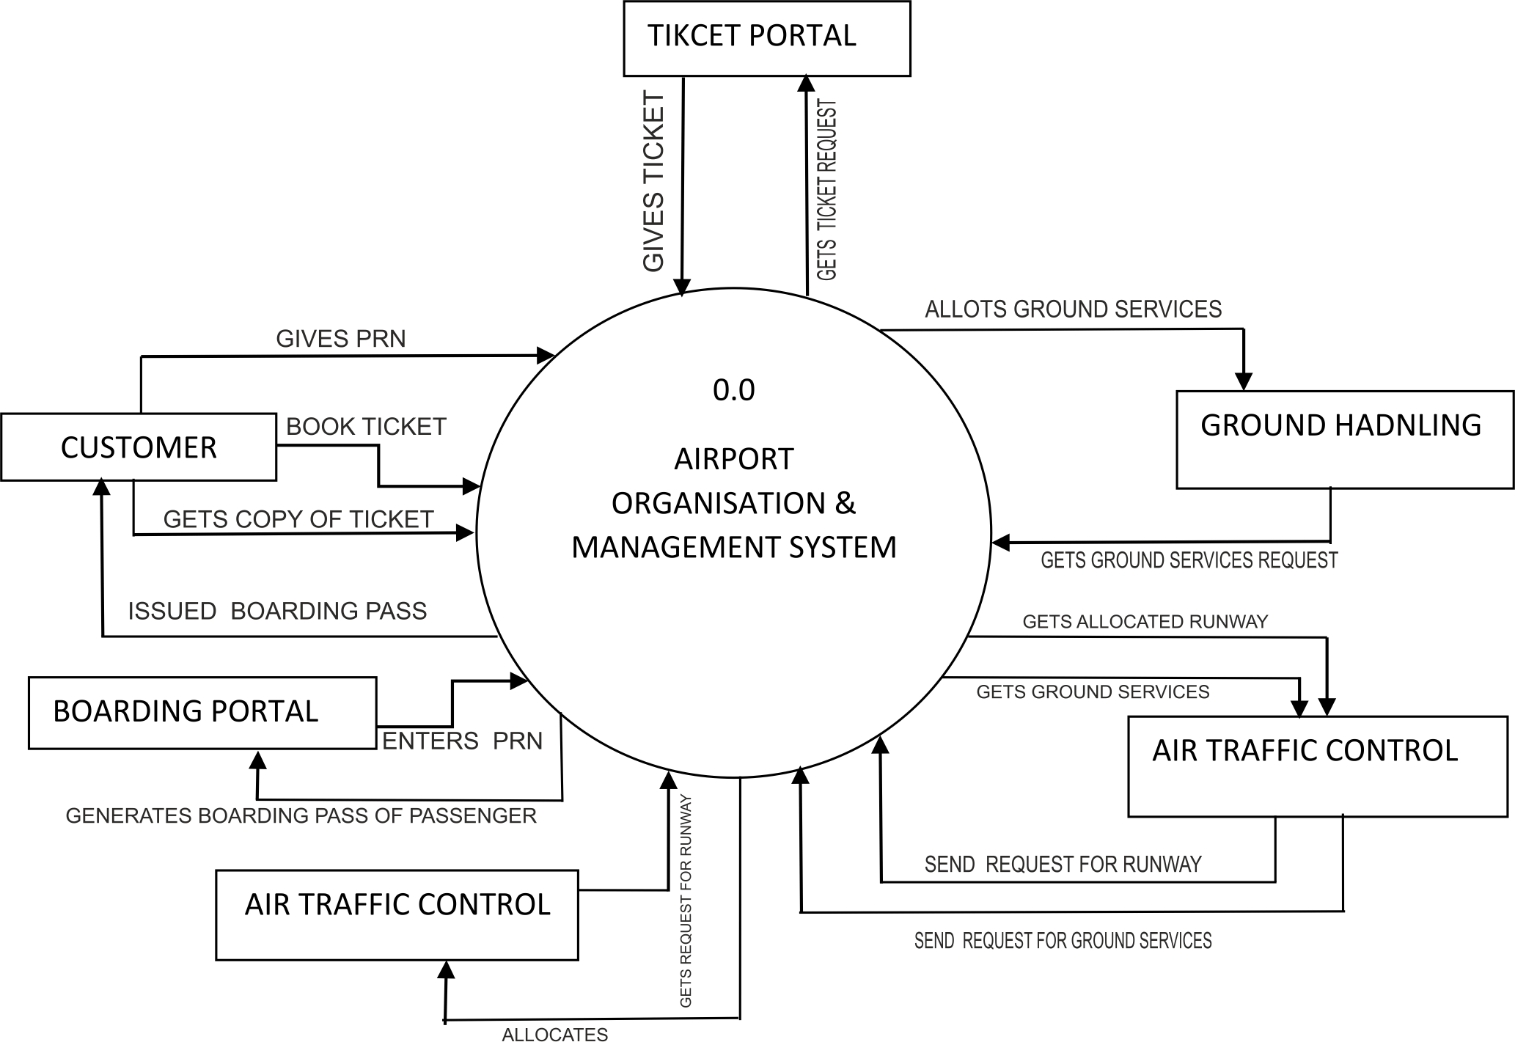 TIKCET PORTAL
GIVES TICKET
GETS TICKET REQUEST
ALLOTS GROUND SERVICES
GIVES PRN
0.0
GROUND HADNLING
BOOK TICKET
CUSTOMER
AIRPORT
ORGANISATION &
MANAGEMENT SYSTEM
GETS COPY OF TICKET
GETS GROUND SERVICES REQUEST
ISSUED BOARDING PASS
GETS ALLOCATED RUNWAY
GETS GROUND SERVICES
BOARDING PORTAL
ENTERS PRN
AIR TRAFFIC CONTROL
GENERATES BOARDING PASS OF PASSENGER
GETS REQUEST FOR RUNWAY
SEND REQUEST FOR RUNWAY
AIR TRAFFIC CONTROL
SEND REQUEST FOR GROUND SERVICES
ALLOCATES